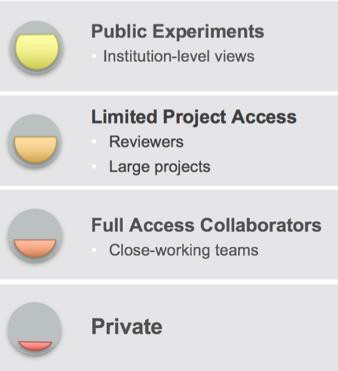 Public Experiments
• Institution-level views
Limited Project Access
• Reviewers
• Large projects
Full Access Collaborators
• Close-working teams
Private